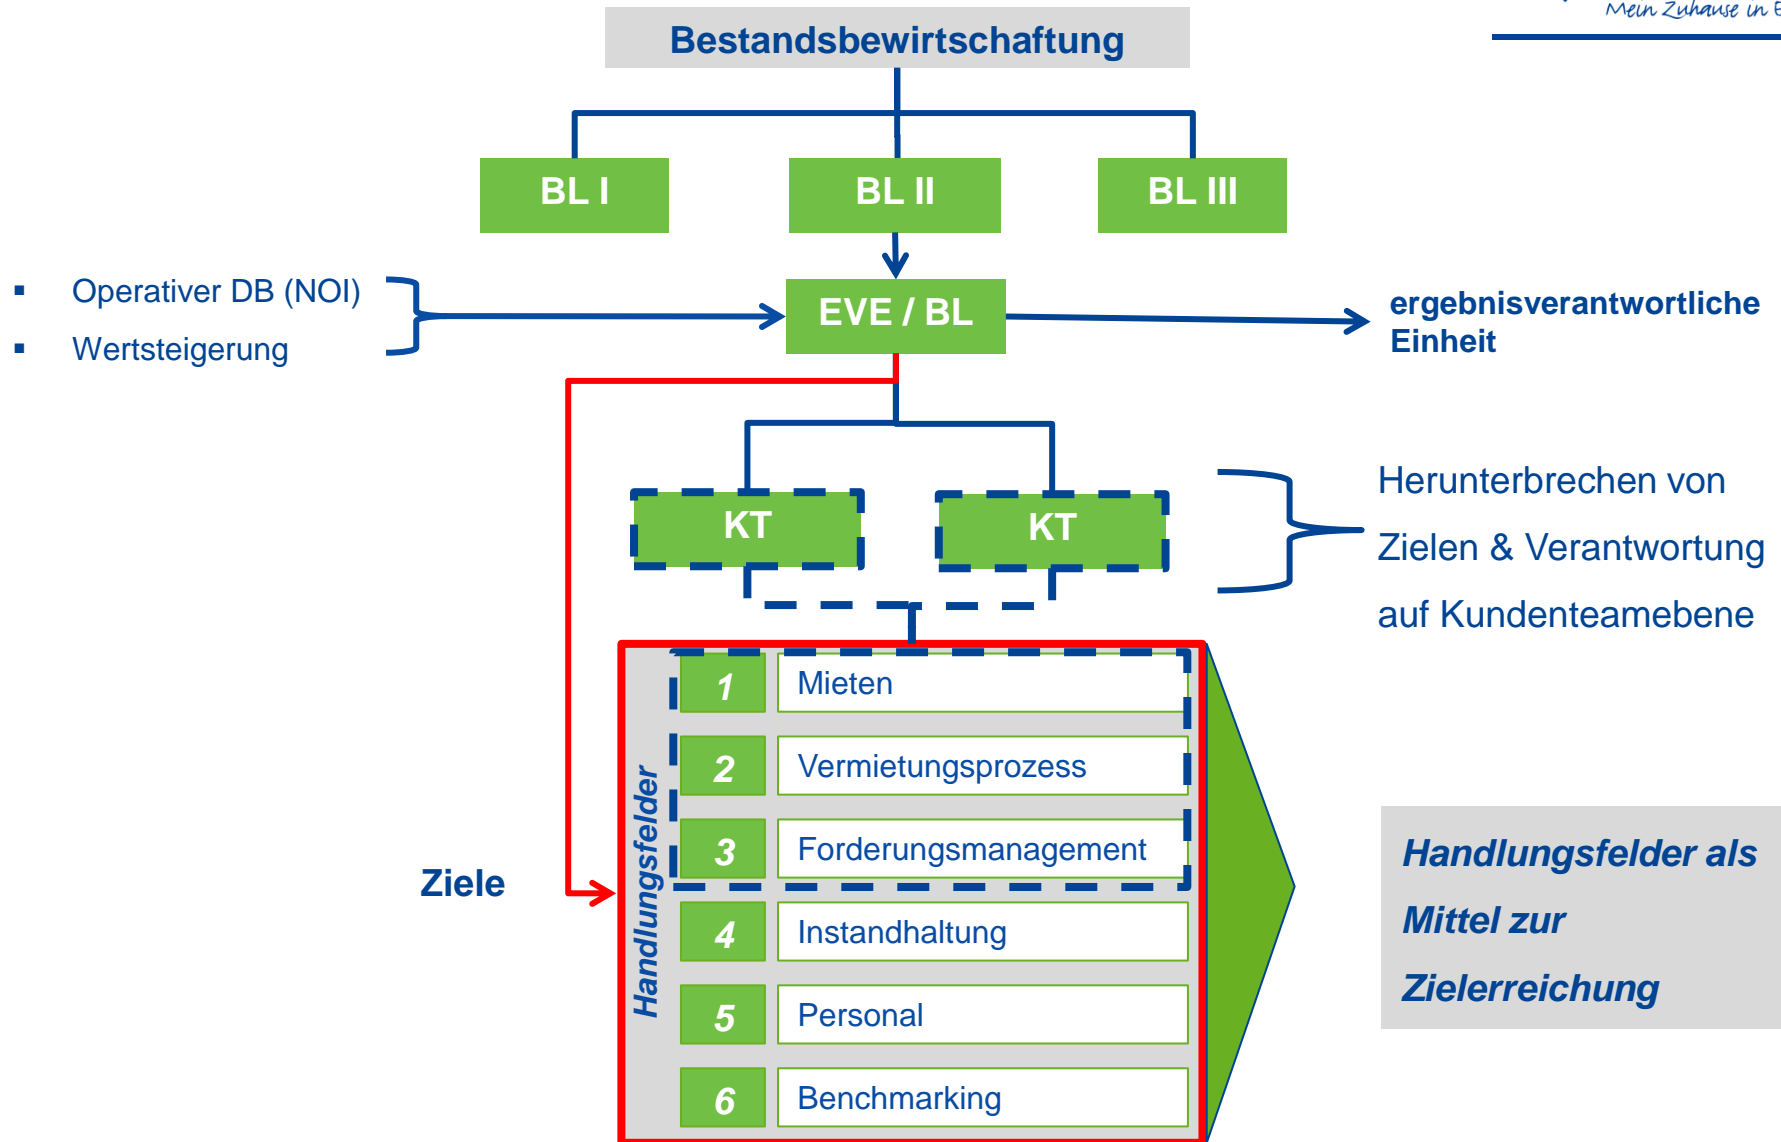 Mein Zuhause in
Bestandsbewirtschaftung
BL I
BL II
BL III
▪ Operativer DB (NOI)
▪ Wertsteigerung
EVE / BL
ergebnisverantwortliche
Einheit
KT
KT
Herunterbrechen von
Zielen & Verantwortung
auf Kundenteamebene
Ziele
Handlungsfelder
1 Mieten
2 Vermietungsprozess
3 Forderungsmanagement
4 Instandhaltung
5 Personal
6 Benchmarking
Handlungsfelder als
Mittel zur
Zielerreichung